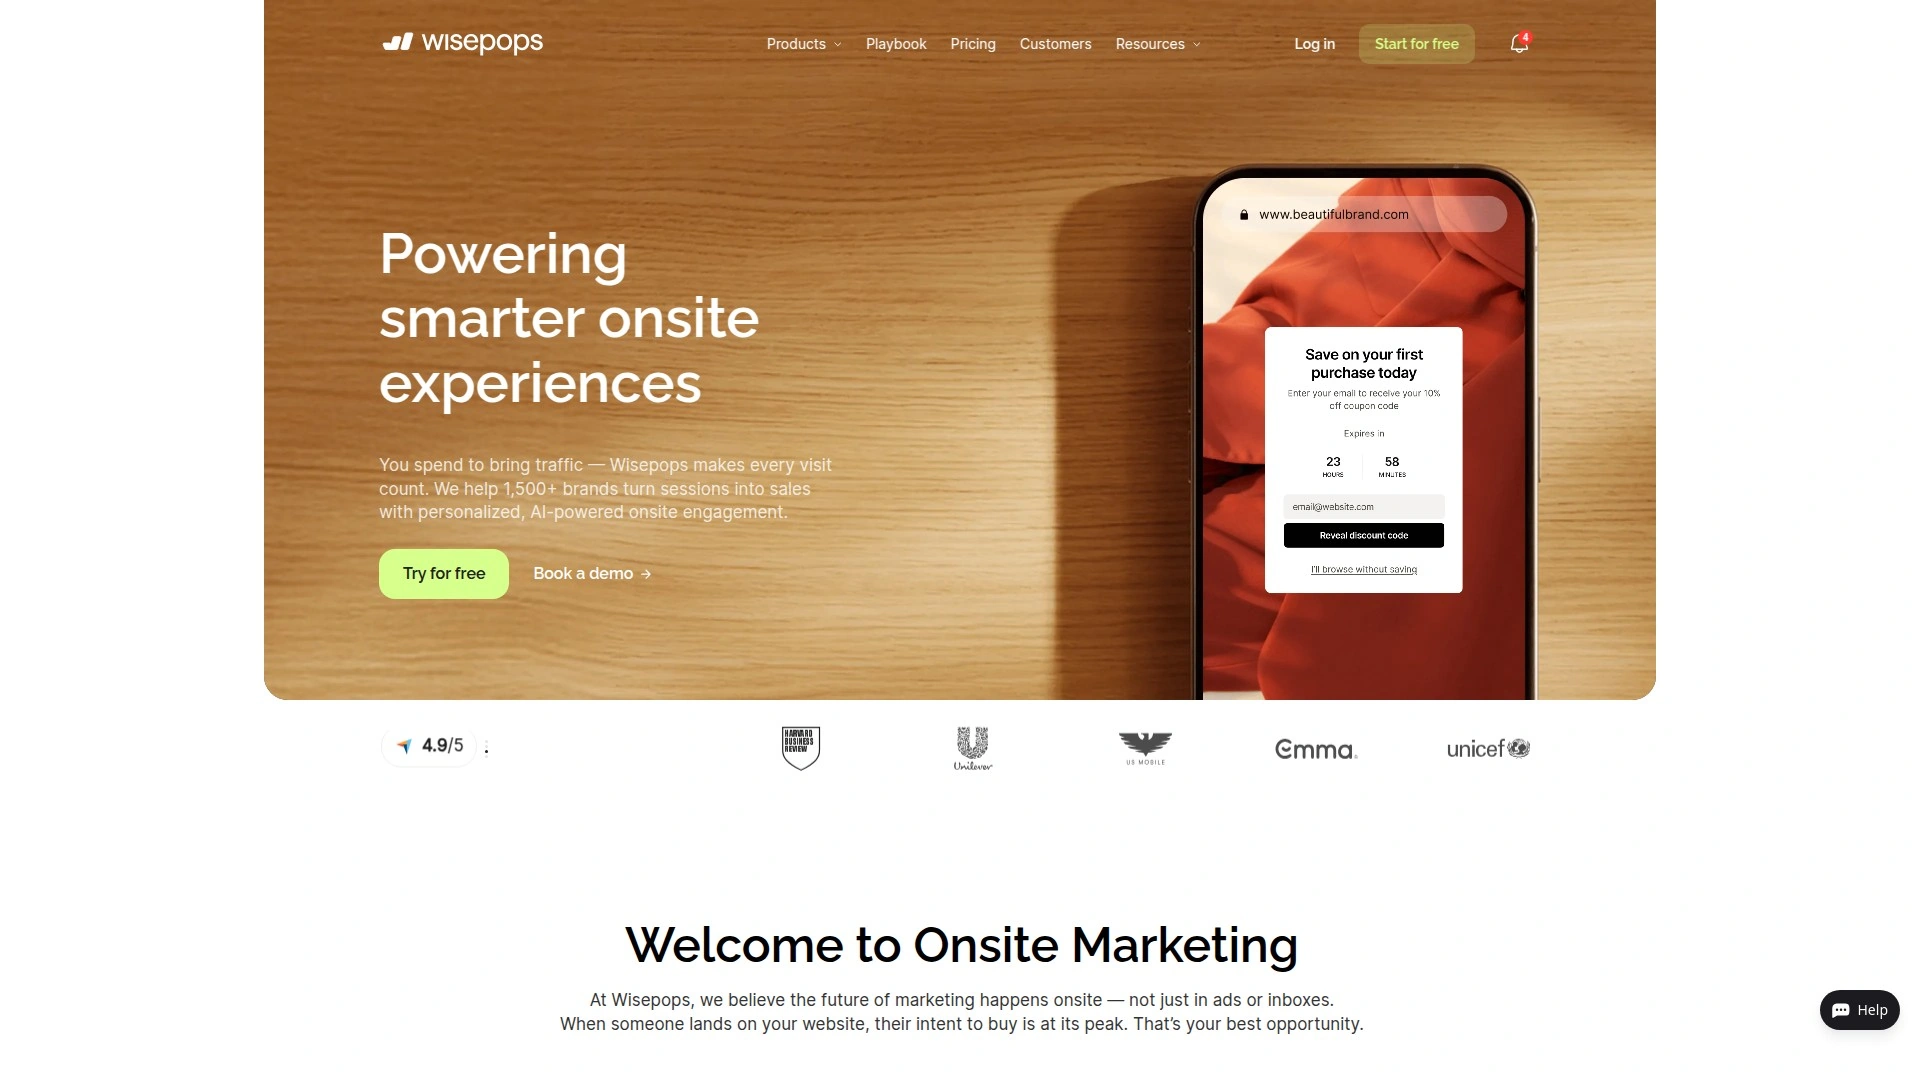 wisepops
Products
Playbook
Pricing
Customers
Resources
Log in
Start for free
4
Powering
smarter onsite
experiences
You spend to bring traffic — Wisepops makes every visit
count. We help 1,500+ brands turn sessions into sales
with personalized, AI-powered onsite engagement.
Try for free
Book a demo →
www.beautifulbrand.com
Save on your first
purchase today
Enter your email to receive your 10%
off coupon code
Expires in
23 58
HOURS MINUTES
email@website.com
Reveal discount code
I'll browse without saving
4.9/5
HARVARD
BUSINESS
REVIEW
Unilever
US MOBILE
emma
unicef
Welcome to Onsite Marketing
At Wisepops, we believe the future of marketing happens onsite — not just in ads or inboxes.
When someone lands on your website, their intent to buy is at its peak. That’s your best opportunity.
Help